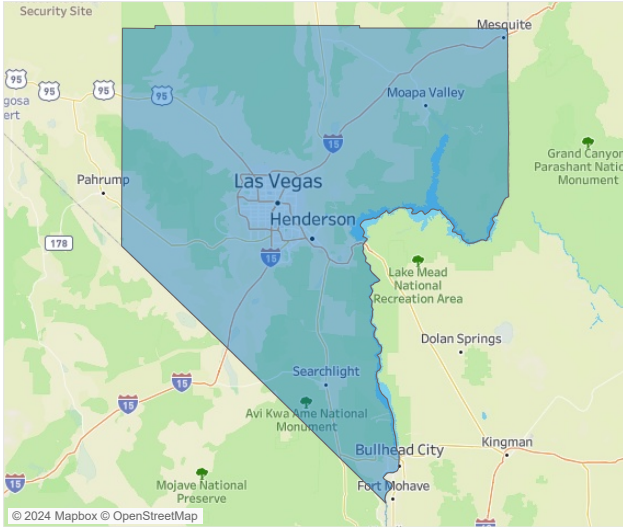 Security Site
Mesquite
95
95
95
95
gosa
ert
Moapa Valley
15
Grand Canyon
Parashant Natio
Monument
Pahrump
Las Vegas
Henderson
178
15
Lake Mead
National
Recreation Area
Dolan Springs
Searchlight
15
15
Avi Kwa Ame National
Monument
Bullhead City
Kingman
15
Mojave National
Preserve
Fort Mohave
© 2024 Mapbox © OpenStreetMap